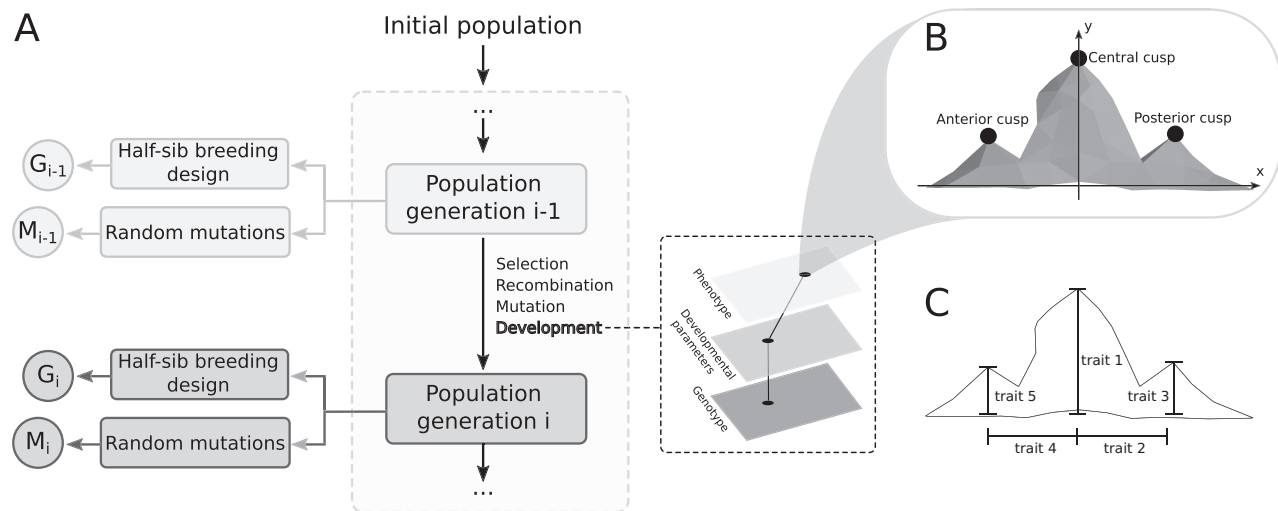 A
Initial population
...
G i-1
Half-sib breeding
design
M i-1
Random mutations
Population
generation i-1
Selection
Recombination
Mutation
Development
G i
Half-sib breeding
design
M i
Random mutations
Population
generation i
...
Phenotype
Developmental
parameters
Genotype
B
y
Central cusp
Anterior cusp
Posterior cusp
x
C
trait 1
trait 5
trait 3
trait 4
trait 2